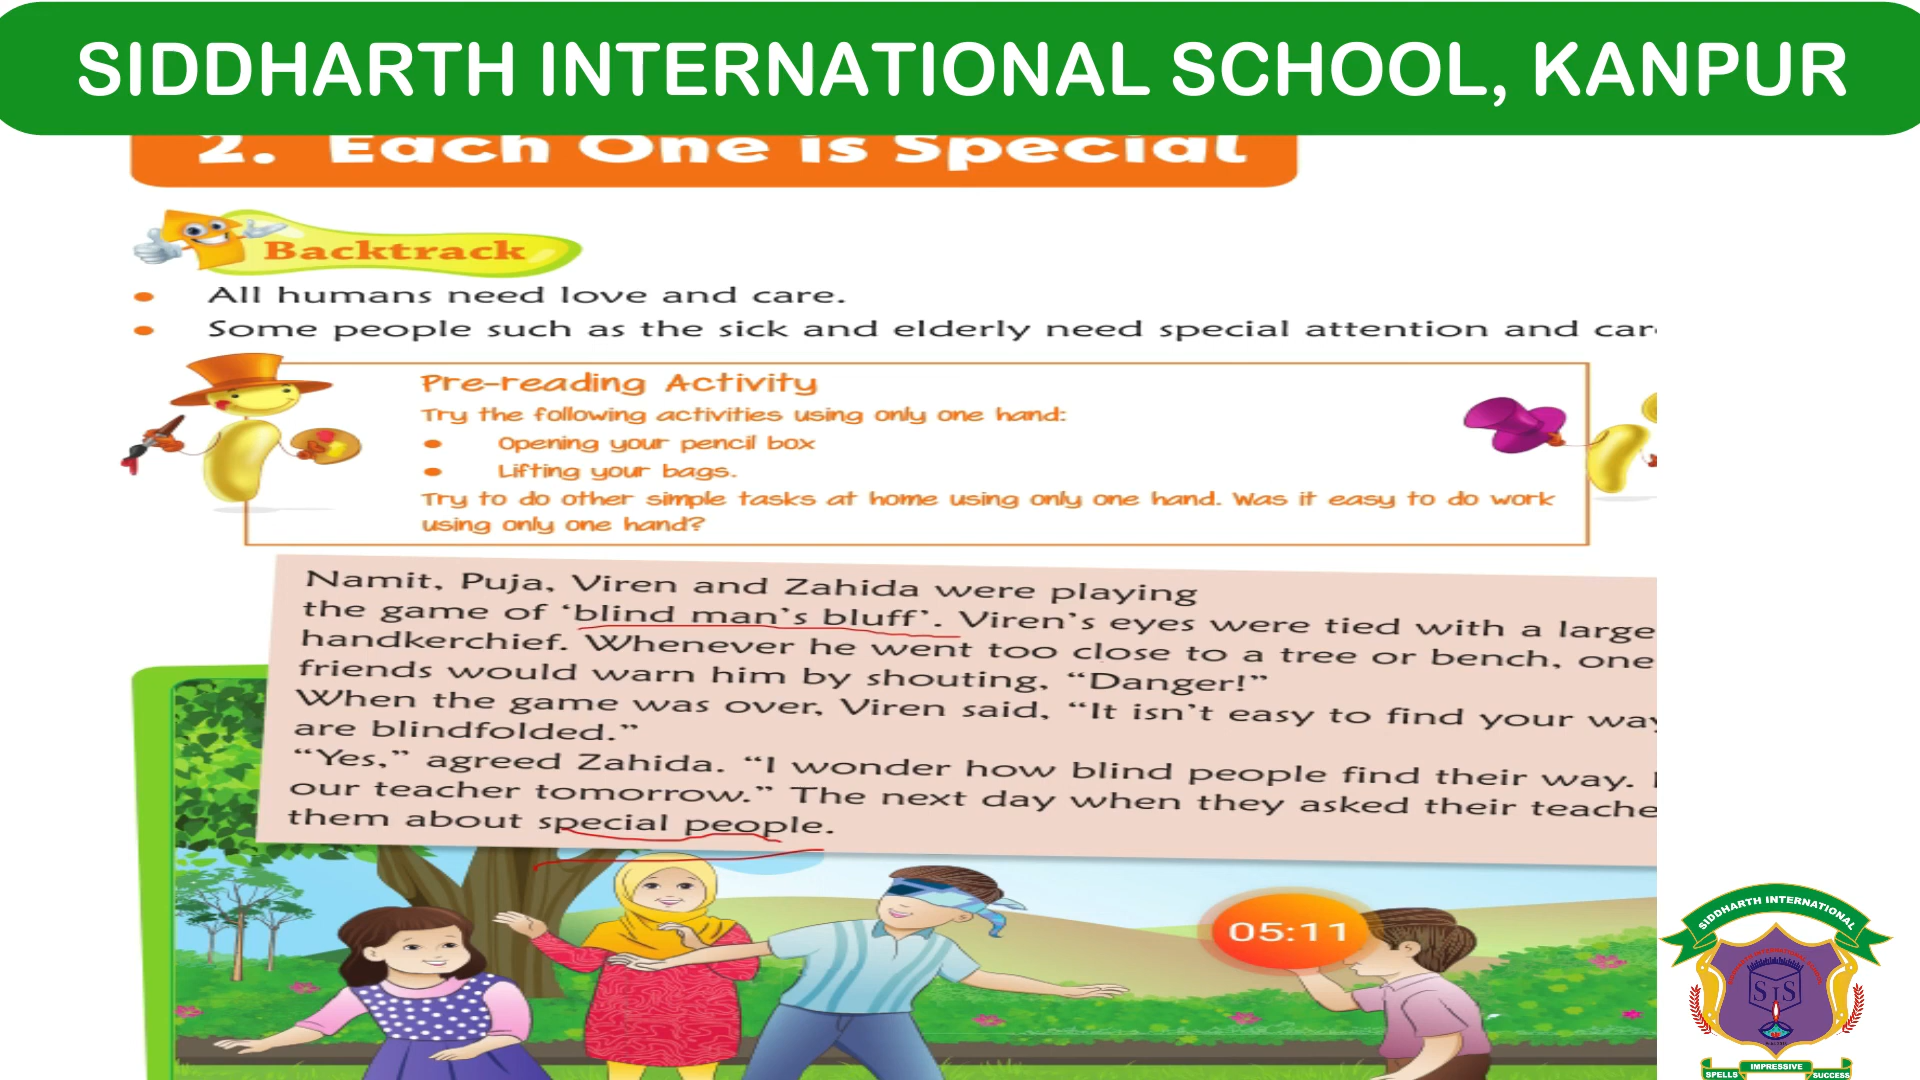 SIDDHARTH INTERNATIONAL SCHOOL, KANPUR
2. Each One is Special
Backtrack
• All humans need love and care.
• Some people such as the sick and elderly need special attention and car
Pre-reading Activity
Try the following activities using only one hand:
• Opening your pencil box
• Lifting your bags.
Try to do other simple tasks at home using only one hand. Was it easy to do work
using only one hand?
Namit, Puja, Viren and Zahida were playing
the game of ‘blind man’s bluff’. Viren’s eyes were tied with a large
handkerchief. Whenever he went too close to a tree or bench, one
friends would warn him by shouting, “Danger!”
When the game was over, Viren said, “It isn’t easy to find your way
are blindfolded.”
“Yes,” agreed Zahida. “I wonder how blind people find their way.
our teacher tomorrow.” The next day when they asked their teache
them about special people.
05:11
SIDDHARTH INTERNATIONAL
SIS
SPELLS IMPRESSIVE SUCCESS